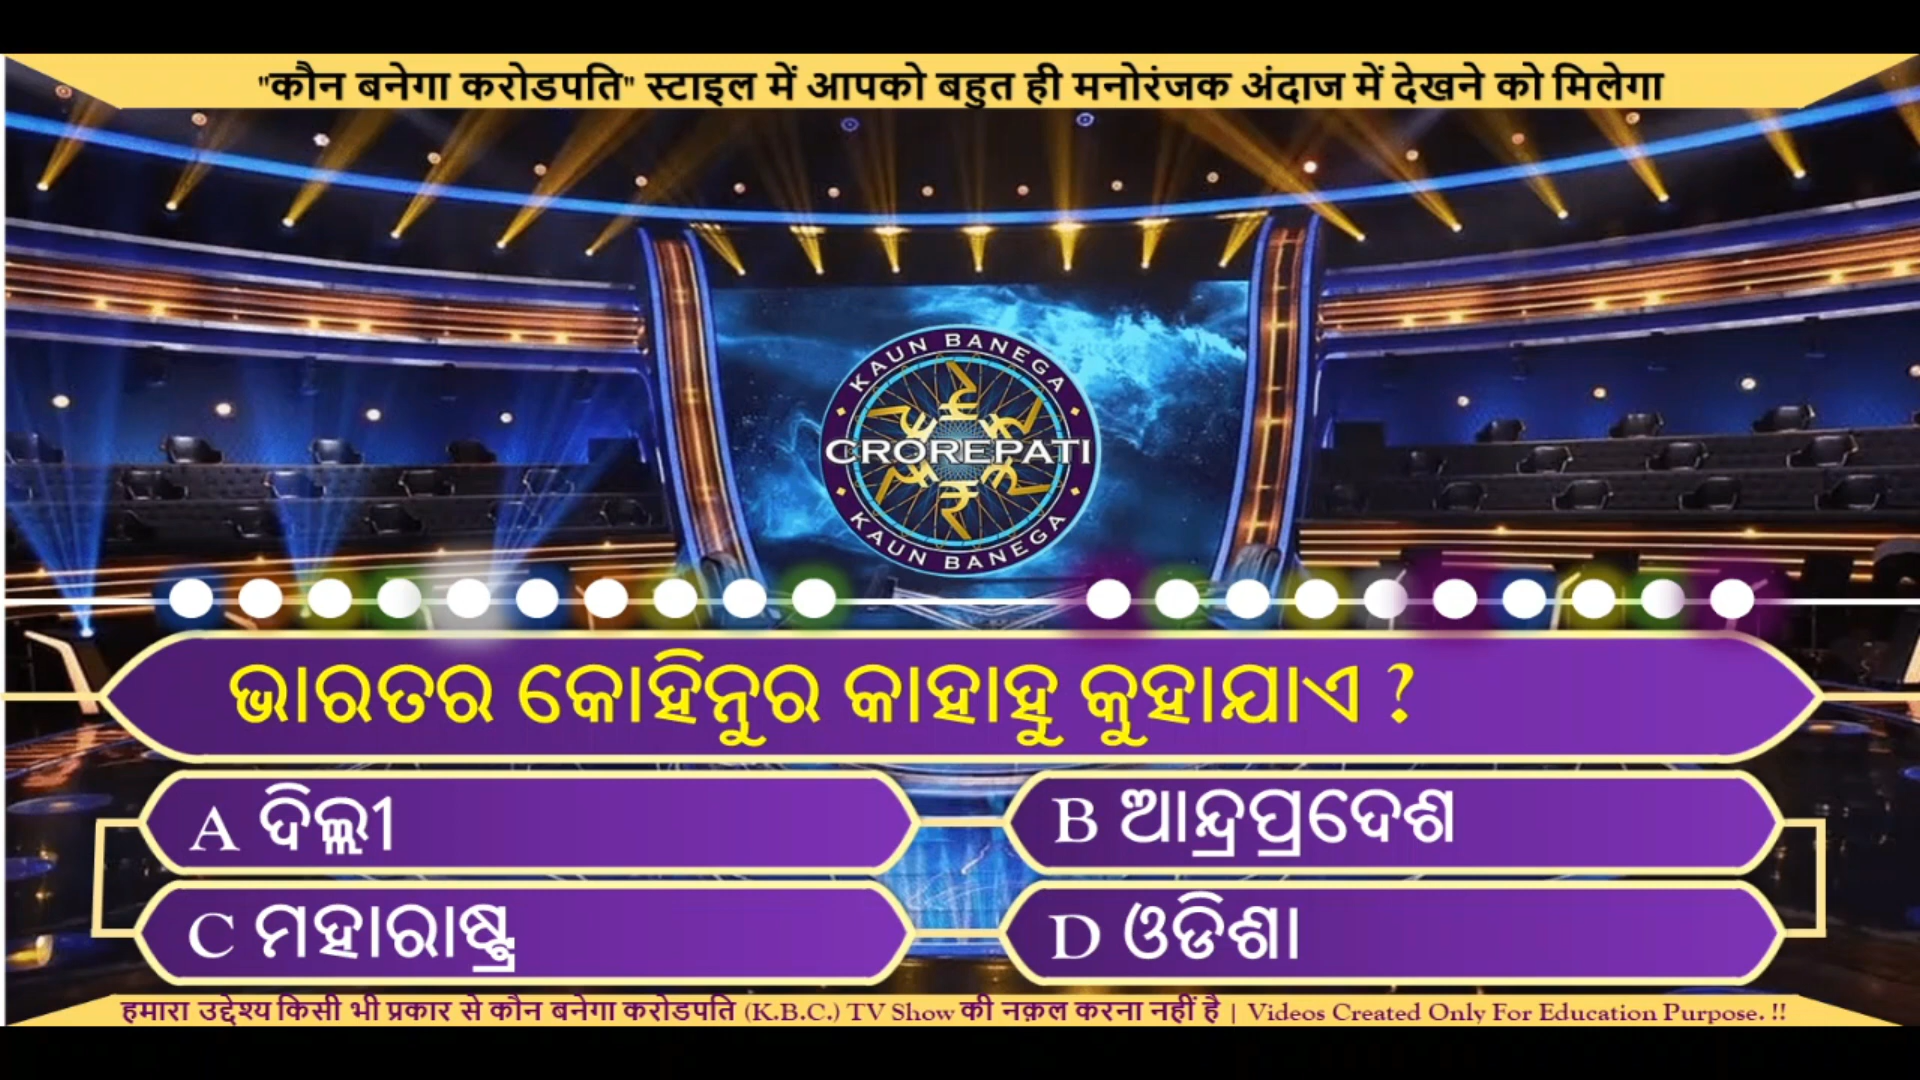 "कौन बनेगा करोडपति" स्टाइल में आपको बहुत ही मनोरंजक अंदाज में देखने को मिलेगा
KAUN BANEGA
CROREPATI
KAUN BANEGA
ଭାରତର କୋହିନୁର କାହାକୁ କୁହାଯାଏ ?
A ଦିଲ୍ଲୀ
B ଆନ୍ଦ୍ରପ୍ରଦେଶ
C ମହାରାଷ୍ଟ୍ର
D ଓଡିଶା
हमारा उद्देश्य किसी भी प्रकार से कौन बनेगा करोडपति (K.B.C.) TV Show की नक़ल करना नहीं है | Videos Created Only For Education Purpose. !!